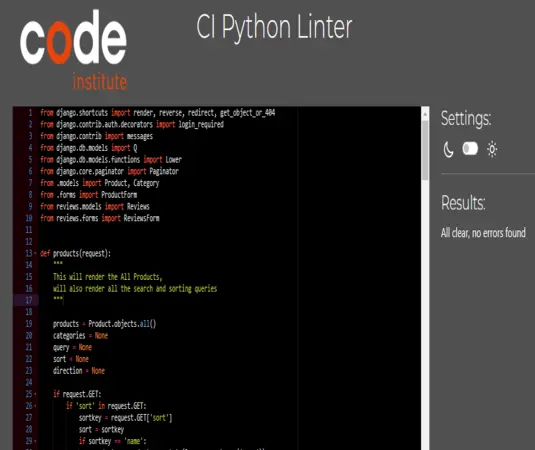 code
institute
CI Python Linter
1 from django.shortcuts import render, reverse, redirect, get_object_or_404
2 from django.contrib.auth.decorators import login_required
3 from django.contrib import messages
4 from django.db.models import Q
5 from django.db.models.functions import Lower
6 from django.core.paginator import Paginator
7 from .models import Product, Category
8 from .forms import ProductForm
9 from reviews.models import Reviews
10 from reviews.forms import ReviewsForm
11
12
13 def products(request):
14 """
15 This will render the All Products,
16 will also render all the search and sorting queries
17 """
18
19 products = Product.objects.all()
20 categories = None
21 query = None
22 sort = None
23 direction = None
24
25 if request.GET:
26 if 'sort' in request.GET:
27 sortkey = request.GET['sort']
28 sort = sortkey
29 if sortkey == 'name':
Settings:
Results:
All clear, no errors found